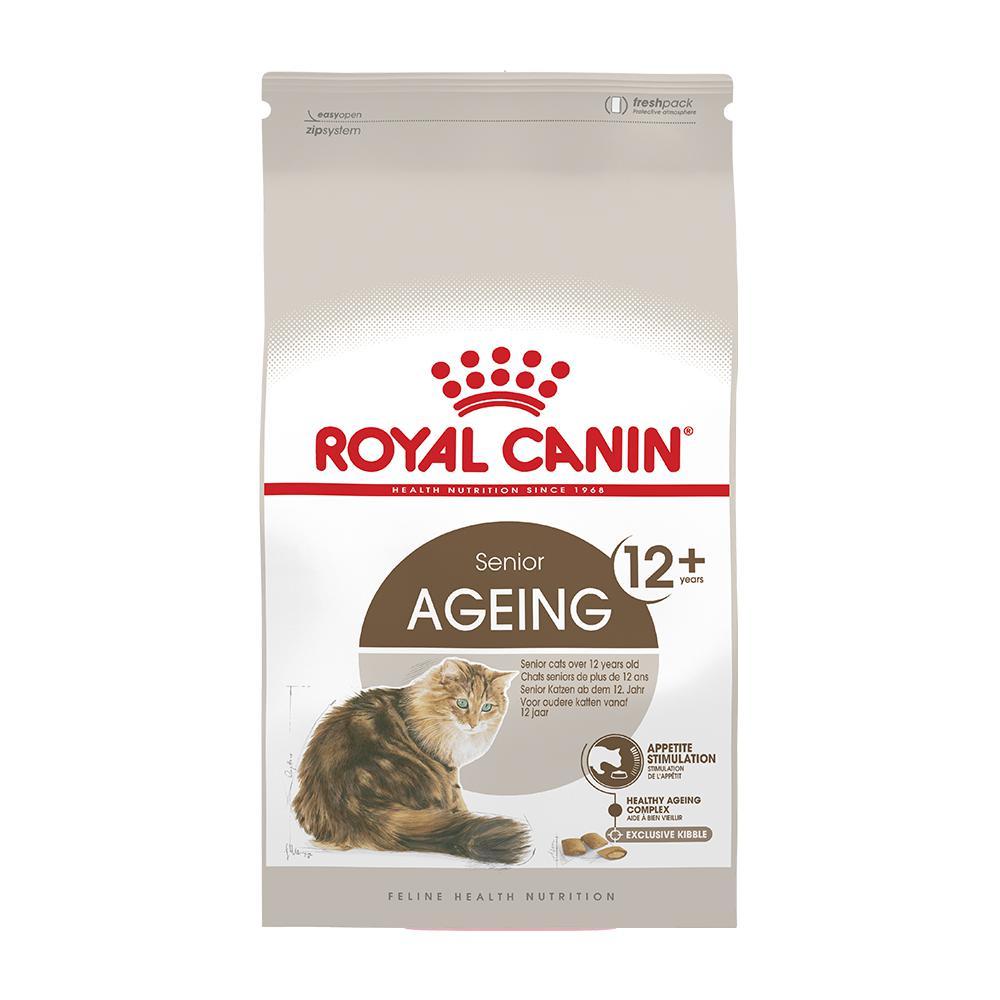 easyopen
zipsystem
freshpack
Protective atmosphere
ROYAL CANIN®
HEALTH NUTRITION SINCE 1968
Senior
AGEING
12+
years
Senior cats over 12 years old
Chats seniors de plus de 12 ans
Senior Katzen ab dem 12. Jahr
Voor oudere katten vanaf
12 jaar
APPETITE
STIMULATION
STIMULATION
DE L'APPÉTIT
HEALTHY AGEING
COMPLEX
AIDE À BIEN VIEILLIR
EXCLUSIVE KIBBLE
FELINE HEALTH NUTRITION